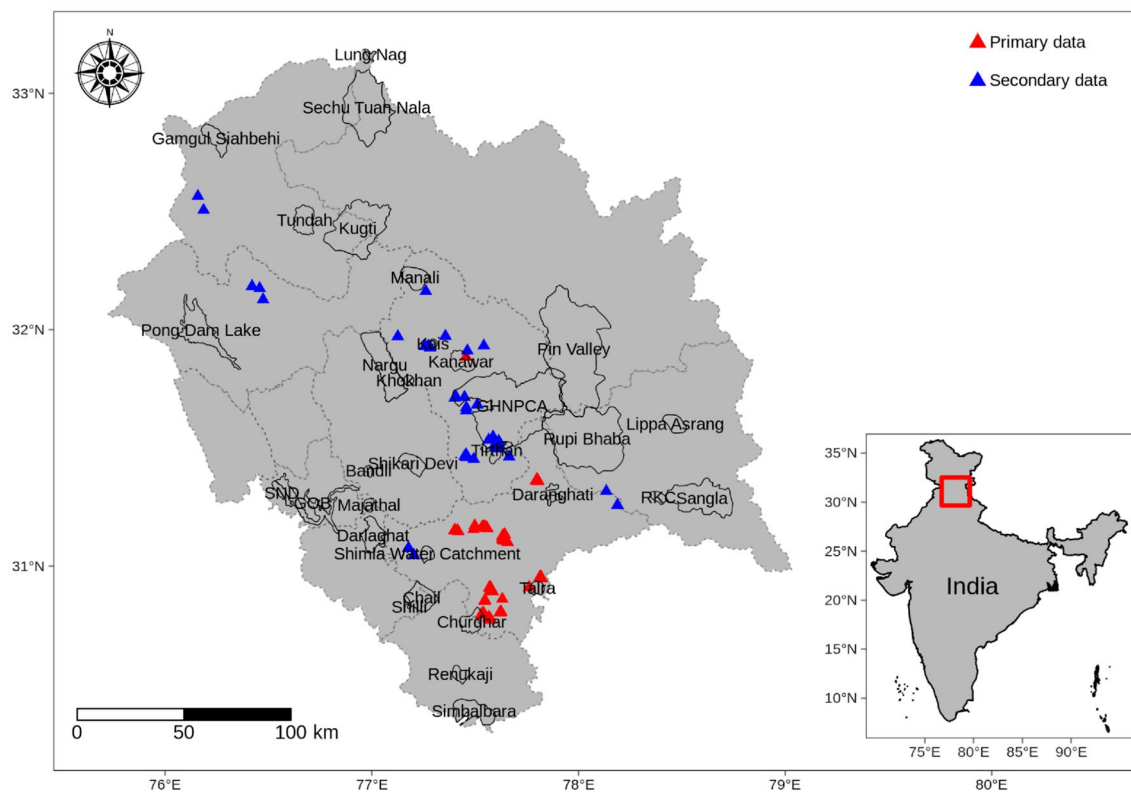 N
Primary data
Secondary data
Lung Nag
Sechu Tuan Nala
Gamgul Siahbehi
Tundah
Kugti
Manali
Pong Dam Lake
Kais
Kanawar
Pin Valley
Nargu
Khokhan
GHNPCA
Lippa Asrang
Rupi Bhaba
Tirthan
Shikari Devi
Bandli
SND
GOB
Majathal
Daranghati
RKC
Sangla
Darlaghat
Shimla Water Catchment
Talra
Chail
Shilli
Churdhar
Renukaji
Simbalbara
33°N
32°N
31°N
76°E
77°E
78°E
79°E
80°E
0
50
100 km
35°N
30°N
25°N
20°N
15°N
10°N
India
75°E
80°E
85°E
90°E